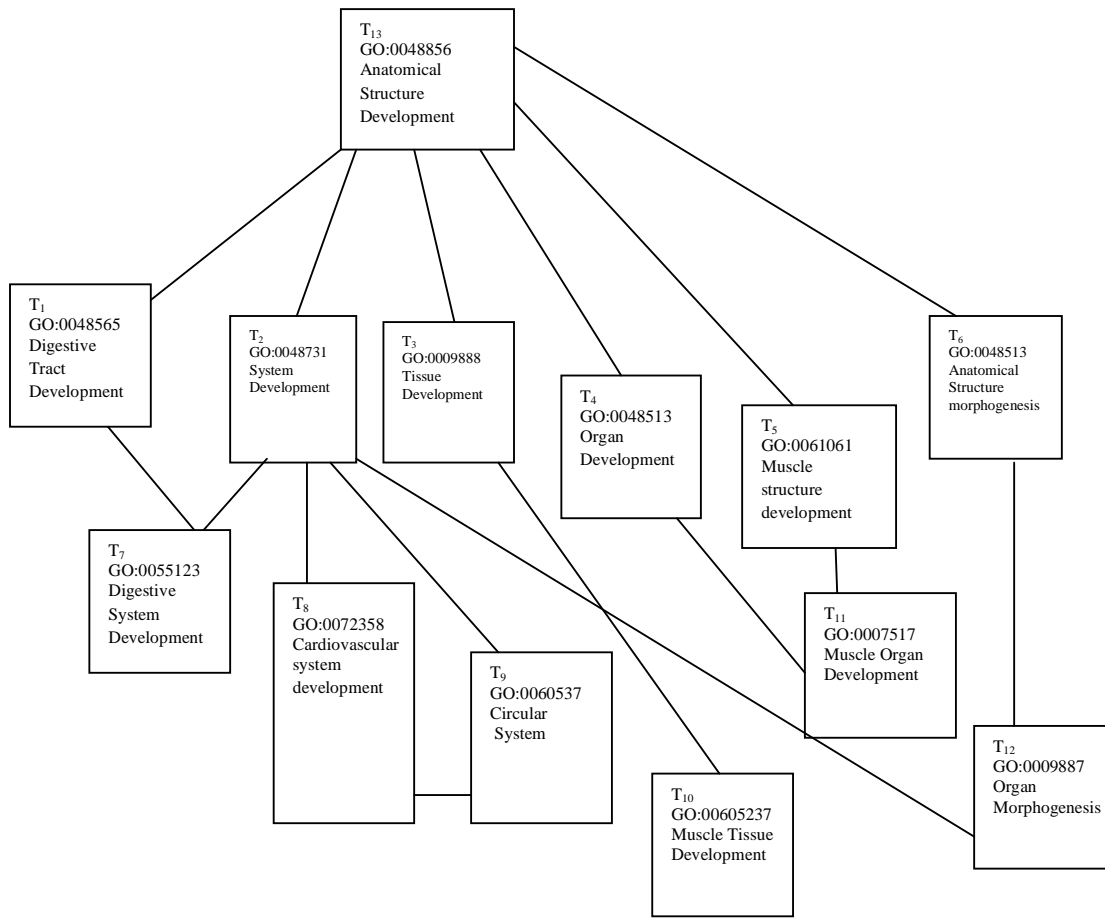 T13
GO:0048856
Anatomical
Structure
Development
T1
GO:0048565
Digestive
Tract
Development
T2
GO:0048731
System
Development
T3
GO:0009888
Tissue
Development
T4
GO:0048513
Organ
Development
T5
GO:0061061
Muscle
structure
development
T6
GO:0048513
Anatomical
Structure
morphogenesis
T7
GO:0055123
Digestive
System
Development
T8
GO:0072358
Cardiovascular
system
development
T9
GO:0060537
Circular
System
T10
GO:00605237
Muscle Tissue
Development
T11
GO:0007517
Muscle Organ
Development
T12
GO:0009887
Organ
Morphogenesis